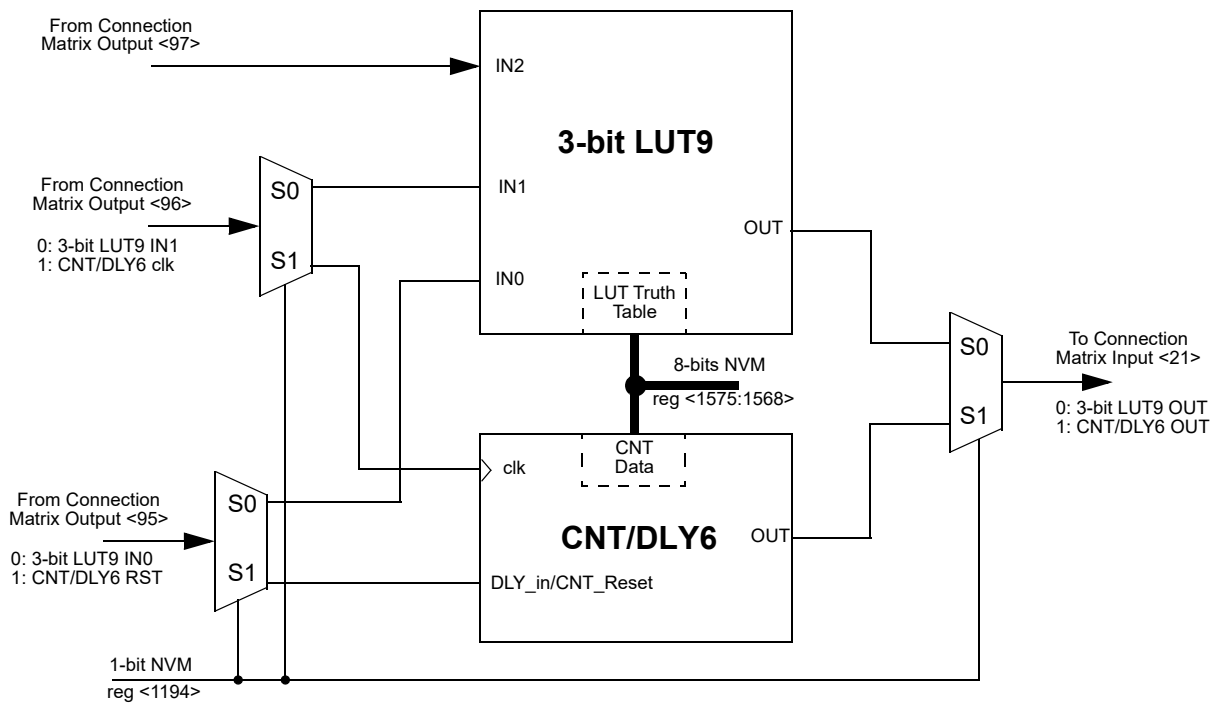 From Connection
Matrix Output <97>
IN2
3-bit LUT9
From Connection
Matrix Output <96>
0: 3-bit LUT9 IN1
1: CNT/DLY6 clk
S0
S1
IN1
IN0
OUT
LUT Truth
Table
8-bits NVM
reg <1575:1568>
S0
S1
To Connection
Matrix Input <21>
0: 3-bit LUT9 OUT
1: CNT/DLY6 OUT
CNT
Data
clk
CNT/DLY6
OUT
DLY_in/CNT_Reset
From Connection
Matrix Output <95>
0: 3-bit LUT9 IN0
1: CNT/DLY6 RST
S0
S1
1-bit NVM
reg <1194>